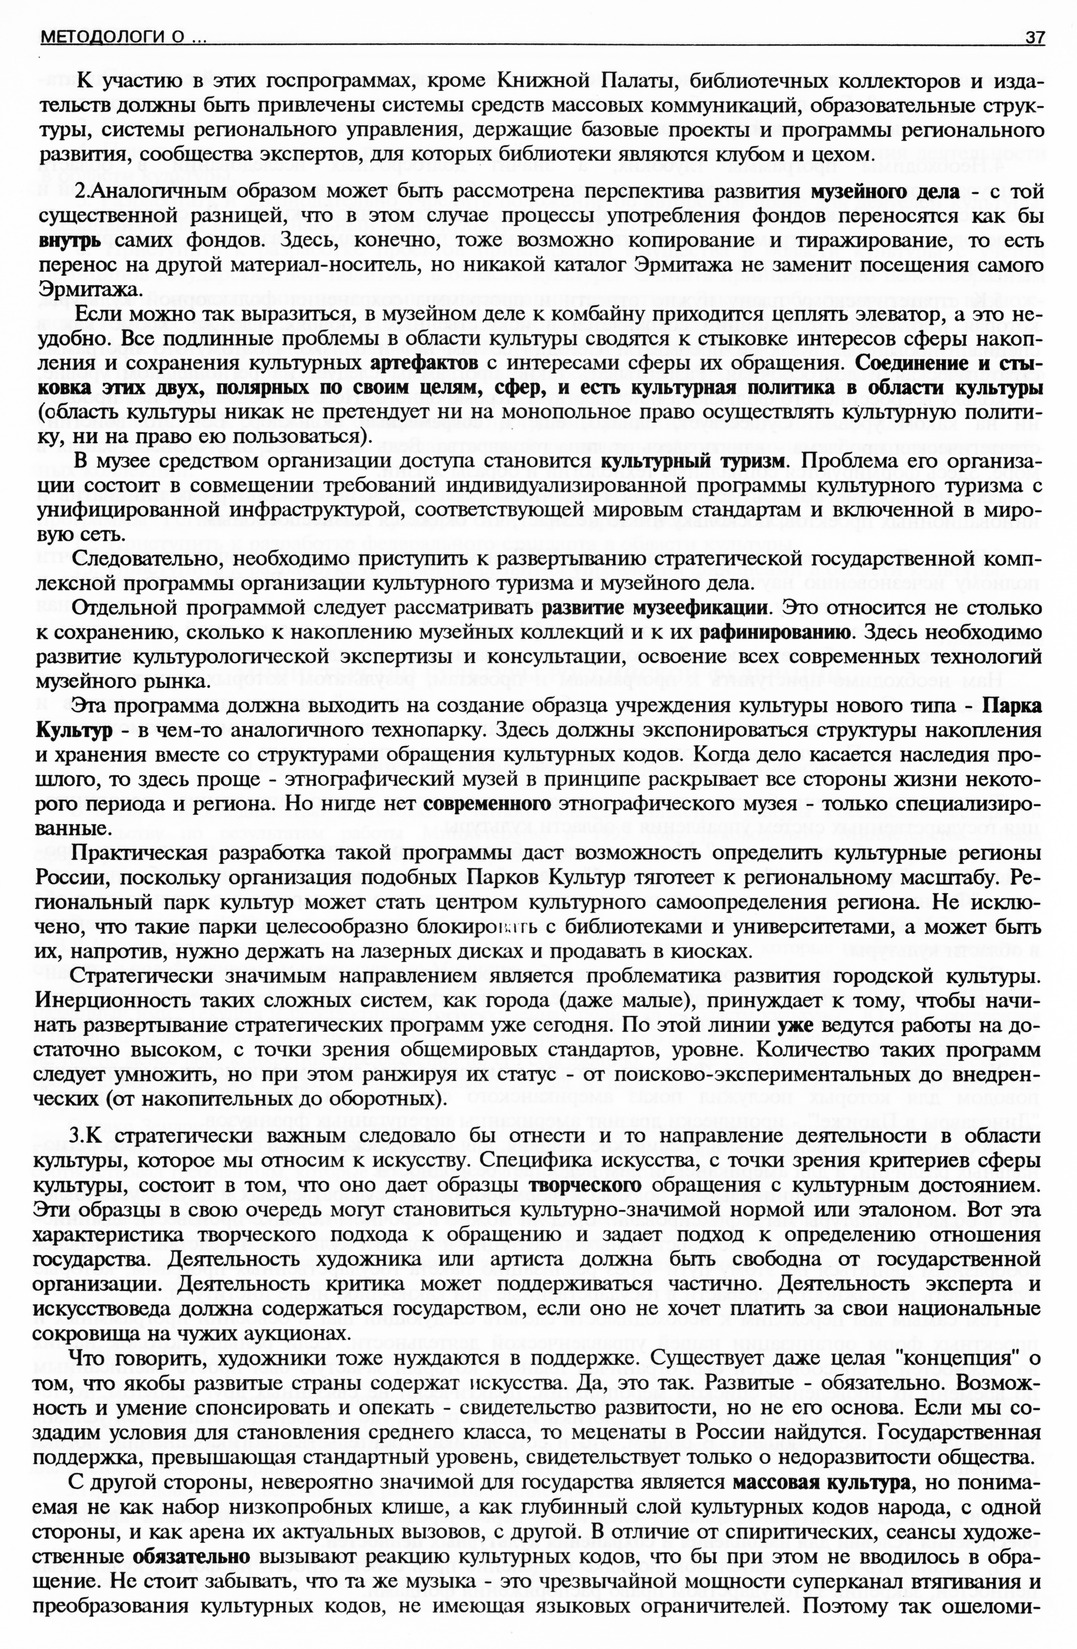 МЕТОДОЛОГИ О ... 37
К участию в этих госпрограммах, кроме Книжной Палаты, библиотечных коллекторов и изда-
тельств должны быть привлечены системы средств массовых коммуникаций, образовательные струк-
туры, системы регионального управления, держащие базовые проекты и программы регионального
развития, сообщества экспертов, для которых библиотеки являются клубом и цехом.
2.Аналогичным образом может быть рассмотрена перспектива развития музейного дела - с той
существенной разницей, что в этом случае процессы употребления фондов переносятся как бы
внутрь самих фондов. Здесь, конечно, тоже возможно копирование и тиражирование, то есть
перенос на другой материал-носитель, но никакой каталог Эрмитажа не заменит посещения самого
Эрмитажа.
Если можно так выразиться, в музейном деле к комбайну приходится цеплять элеватор, а это не-
удобно. Все подлинные проблемы в области культуры сводятся к стыковке интересов сферы накоп-
ления и сохранения культурных артефактов с интересами сферы их обращения. Соединение и сты-
ковка этих двух, полярных по своим целям, сфер, и есть культурная политика в области культуры
(область культуры никак не претендует ни на монопольное право осуществлять культурную полити-
ку, ни на право ею пользоваться).
В музее средством организации доступа становится культурный туризм. Проблема его организа-
ции состоит в совмещении требований индивидуализированной программы культурного туризма с
унифицированной инфраструктурой, соответствующей мировым стандартам и включенной в миро-
вую сеть.
Следовательно, необходимо приступить к развертыванию стратегической государственной комп-
лексной программы организации культурного туризма и музейного дела.
Отдельной программой следует рассматривать развитие музеефикации. Это относится не столько
к сохранению, сколько к накоплению музейных коллекций и к их рафинированию. Здесь необходимо
развитие культурологической экспертизы и консультации, освоение всех современных технологий
музейного рынка.
Эта программа должна выходить на создание образца учреждения культуры нового типа - Парка
Культур - в чем-то аналогичного технопарку. Здесь должны экспонироваться структуры накопления
и хранения вместе со структурами обращения культурных кодов. Когда дело касается наследия про-
шлого, то здесь проще - этнографический музей в принципе раскрывает все стороны жизни некото-
рого периода и региона. Но нигде нет современного этнографического музея - только специализиро-
ванные.
Практическая разработка такой программы даст возможность определить культурные регионы
России, поскольку организация подобных Парков Культур тяготеет к региональному масштабу. Ре-
гиональный парк культур может стать центром культурного самоопределения региона. Не исклю-
чено, что такие парки целесообразно блокировать с библиотеками и университетами, а может быть
их, напротив, нужно держать на лазерных дисках и продавать в киосках.
Стратегически значимым направлением является проблематика развития городской культуры.
Инерционность таких сложных систем, как города (даже малые), принуждает к тому, чтобы начи-
нать развертывание стратегических программ уже сегодня. По этой линии уже ведутся работы на до-
статочно высоком, с точки зрения общемировых стандартов, уровне. Количество таких программ
следует умножить, но при этом ранжируя их статус - от поисково-экспериментальных до внедрен-
ческих (от накопительных до оборотных).
3.К стратегически важным следовало бы отнести и то направление деятельности в области
культуры, которое мы относим к искусству. Специфика искусства, с точки зрения критериев сферы
культуры, состоит в том, что оно дает образцы творческого обращения с культурным достоянием.
Эти образцы в свою очередь могут становиться культурно-значимой нормой или эталоном. Вот эта
характеристика творческого подхода к обращению и задает подход к определению отношения
государства. Деятельность художника или артиста должна быть свободна от государственной
организации. Деятельность критика может поддерживаться частично. Деятельность эксперта и
искусствоведа должна содержаться государством, если оно не хочет платить за свои национальные
сокровища на чужих аукционах.
Что говорить, художники тоже нуждаются в поддержке. Существует даже целая "концепция" о
том, что якобы развитые страны содержат искусства. Да, это так. Развитые - обязательно. Возмож-
ность и умение спонсировать и опекать - свидетельство развитости, но не его основа. Если мы со-
здадим условия для становления среднего класса, то меценаты в России найдутся. Государственная
поддержка, превышающая стандартный уровень, свидетельствует только о недоразвитости общества.
С другой стороны, невероятно значимой для государства является массовая культура, но понима-
емая не как набор низкопробных клише, а как глубинный слой культурных кодов народа, с одной
стороны, и как арена их актуальных вызовов, с другой. В отличие от спиритических, сеансы художе-
ственные обязательно вызывают реакцию культурных кодов, что бы при этом не вводилось в обра-
щение. Не стоит забывать, что та же музыка - это чрезвычайной мощности суперканал втягивания и
преобразования культурных кодов, не имеющая языковых ограничителей. Поэтому так ошеломи-